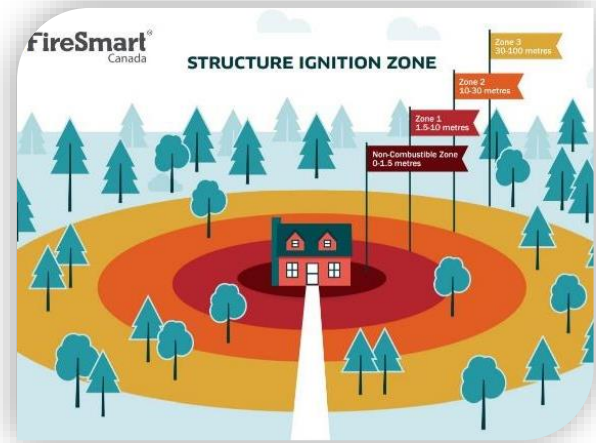 FireSmart®
Canada
STRUCTURE IGNITION ZONE
Zone 3
30-100 metres
Zone 2
10-30 metres
Zone 1
1.5-10 metres
Non-Combustible Zone
0-1.5 metres